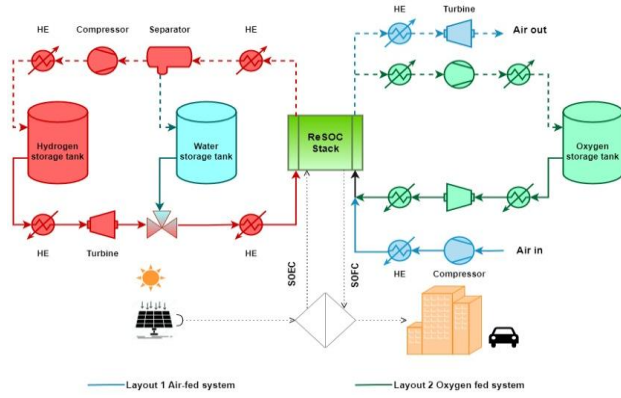 HE
Compressor
Separator
HE
HE
Turbine
Air out
Hydrogen
storage tank
Water
storage tank
ReSOC
Stack
Oxygen
storage tank
HE
Turbine
HE
HE
Compressor
Air in
SOEC
SOFC
Layout 1 Air-fed system
Layout 2 Oxygen fed system